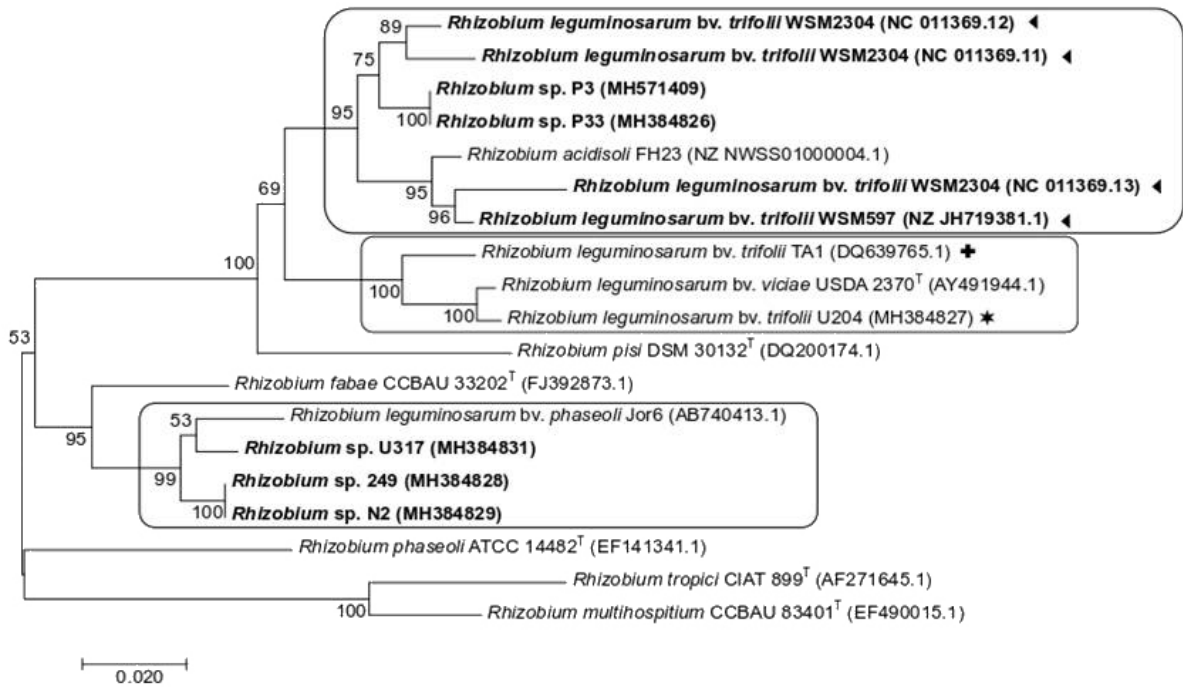 89
Rhizobium leguminosarum bv. trifolii WSM2304 (NC 011369.12)
75
Rhizobium leguminosarum bv. trifolii WSM2304 (NC 011369.11)
95
Rhizobium sp. P3 (MH571409)
100
Rhizobium sp. P33 (MH384826)
Rhizobium acidisoli FH23 (NZ NWSS01000004.1)
69
95
Rhizobium leguminosarum bv. trifolii WSM2304 (NC 011369.13)
96
Rhizobium leguminosarum bv. trifolii WSM597 (NZ JH719381.1)
100
Rhizobium leguminosarum bv. trifolii TA1 (DQ639765.1)
100
Rhizobium leguminosarum bv. viciae USDA 2370T (AY491944.1)
100
Rhizobium leguminosarum bv. trifolii U204 (MH384827)
53
Rhizobium pisi DSM 30132T (DQ200174.1)
Rhizobium fabae CCBAU 33202T (FJ392873.1)
95
53
Rhizobium leguminosarum bv. phaseoli Jor6 (AB740413.1)
Rhizobium sp. U317 (MH384831)
99
Rhizobium sp. 249 (MH384828)
100
Rhizobium sp. N2 (MH384829)
Rhizobium phaseoli ATCC 14482T (EF141341.1)
Rhizobium tropici CIAT 899T (AF271645.1)
100
Rhizobium multihospitium CCBAU 83401T (EF490015.1)
0.020